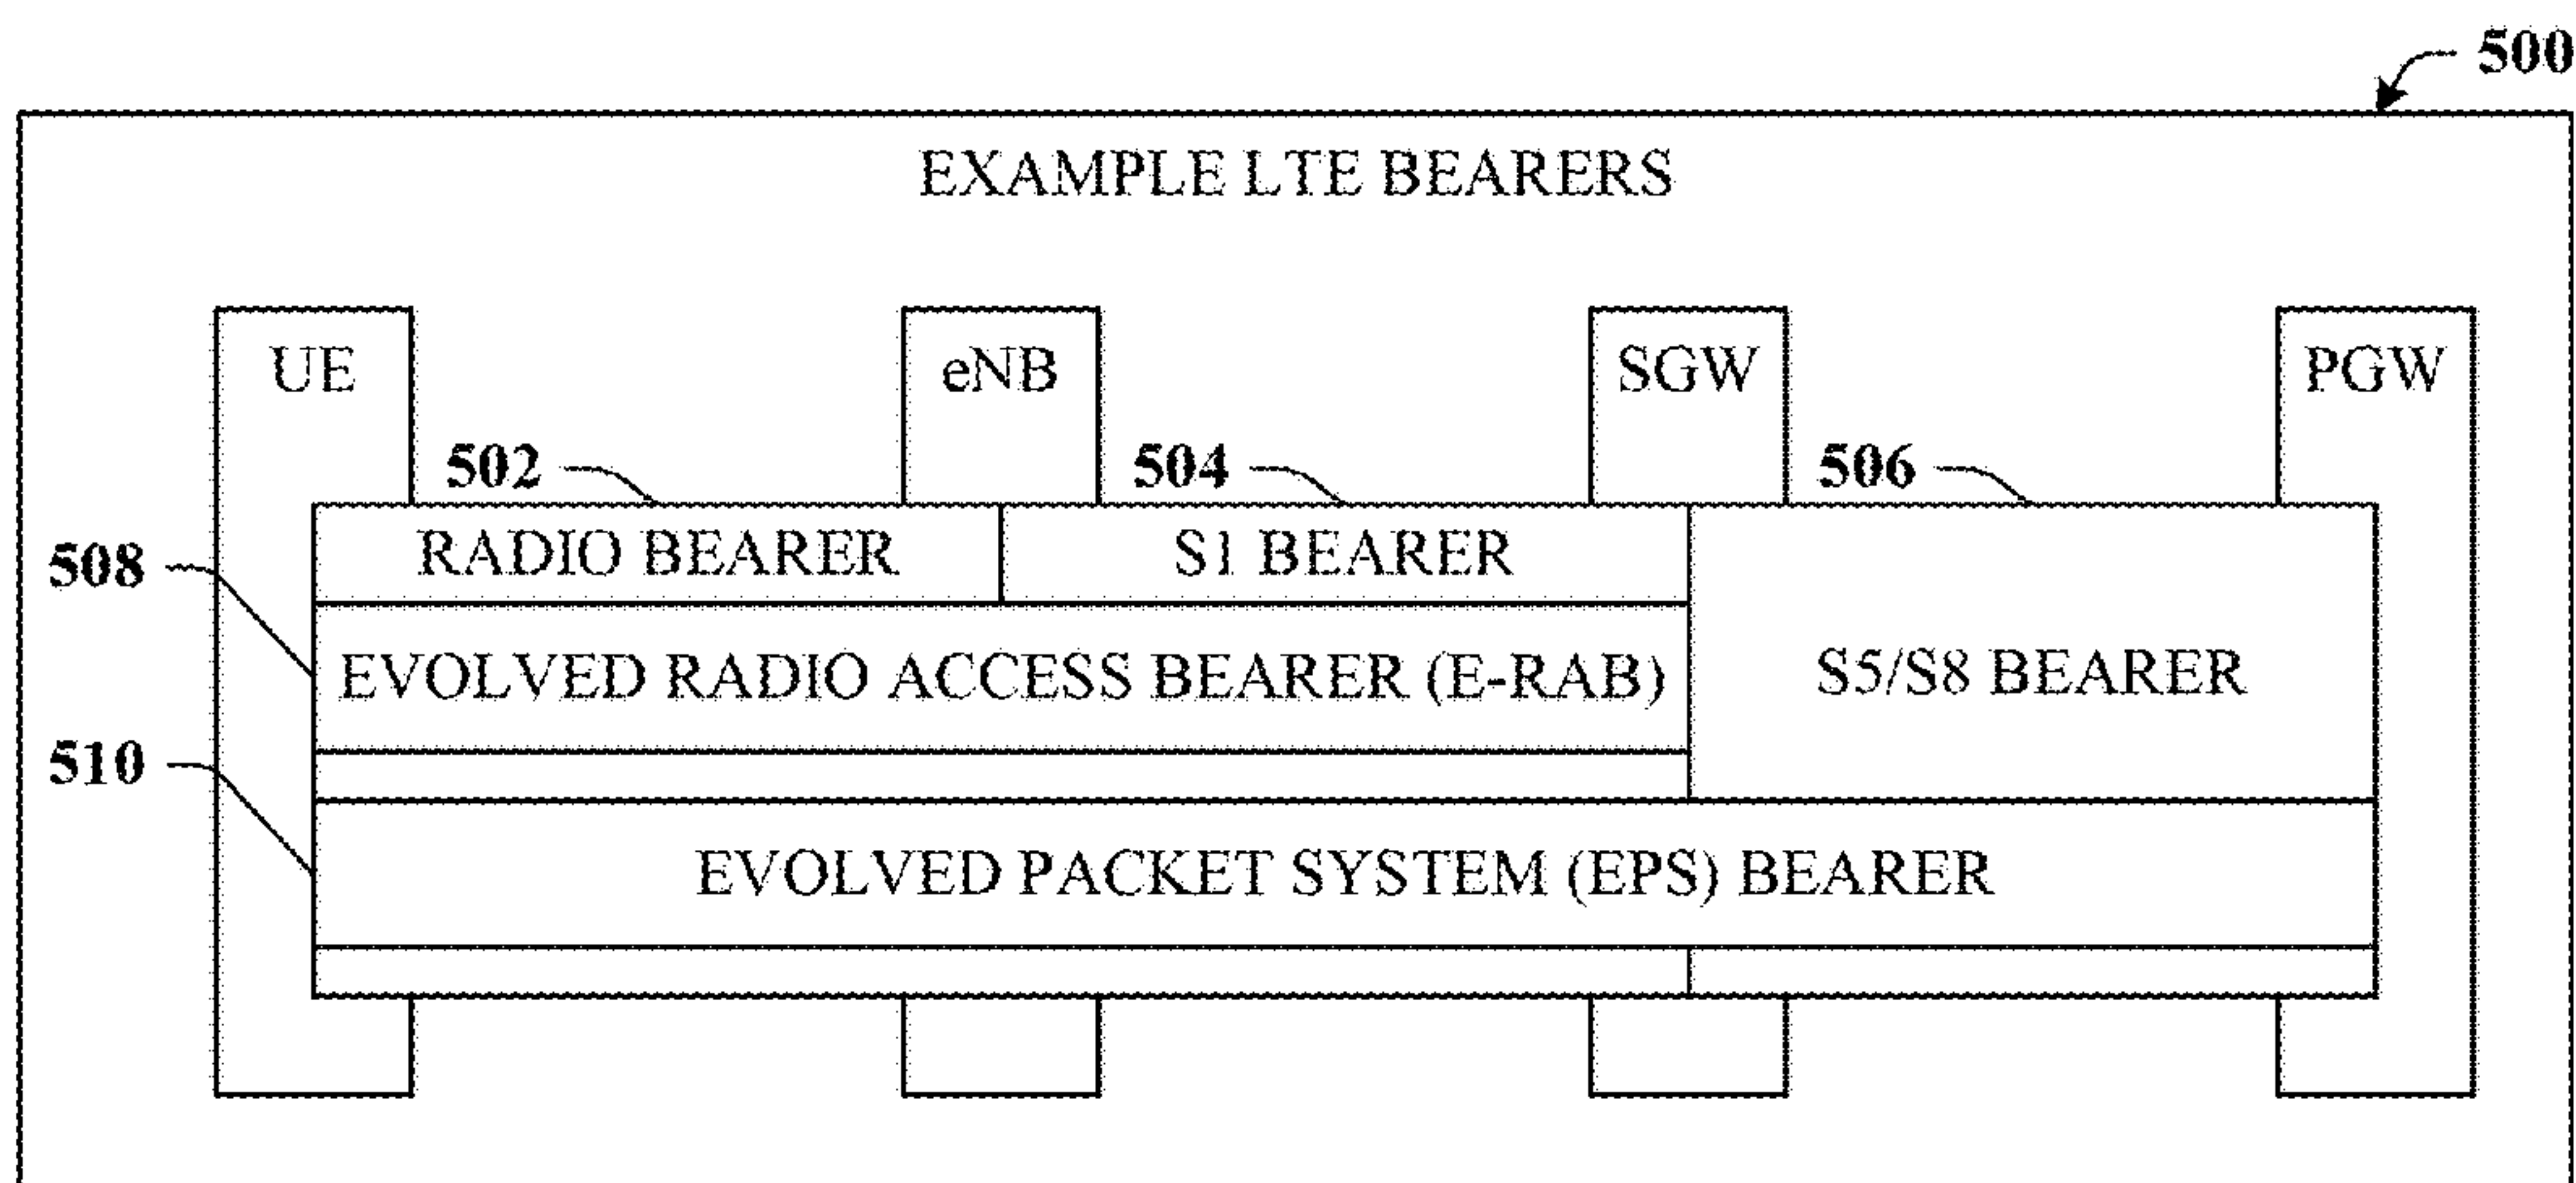 500
EXAMPLE LTE BEARERS
UE
eNB
SGW
PGW
502
504
506
RADIO BEARER
S1 BEARER
508
EVOLVED RADIO ACCESS BEARER (E-RAB)
S5/S8 BEARER
510
EVOLVED PACKET SYSTEM (EPS) BEARER